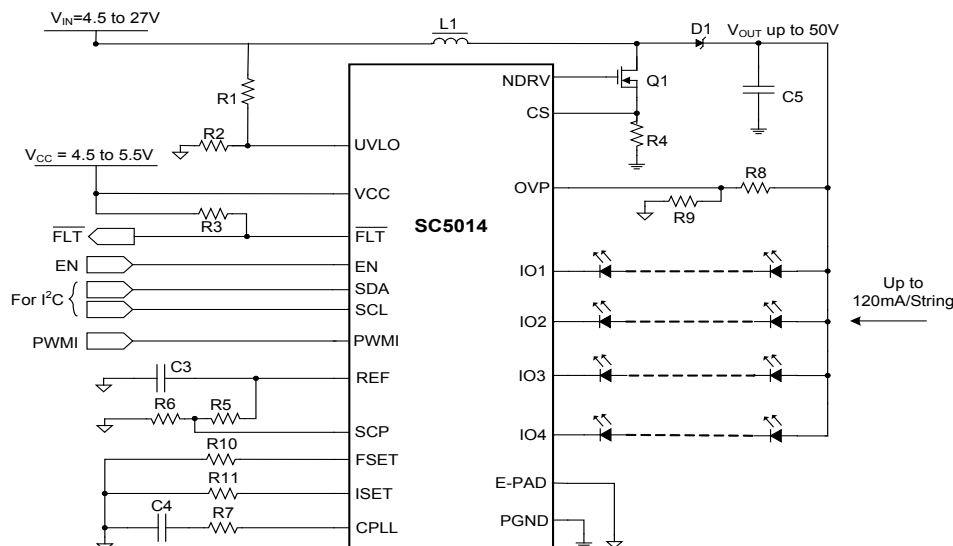 VIN=4.5 to 27V
L1
D1
VOUT up to 50V
R1
NDRV
Q1
C5
CS
R2
UVLO
R4
VCC = 4.5 to 5.5V
VCC
OVP
R8
R9
R3
SC5014
FLT
FLT
EN
EN
IO1
SDA
For I2C
SCL
IO2
Up to
120mA/String
PWMI
PWMI
C3
REF
IO3
R6
R5
SCP
IO4
R10
FSET
R11
ISET
E-PAD
C4
R7
CPLL
PGND